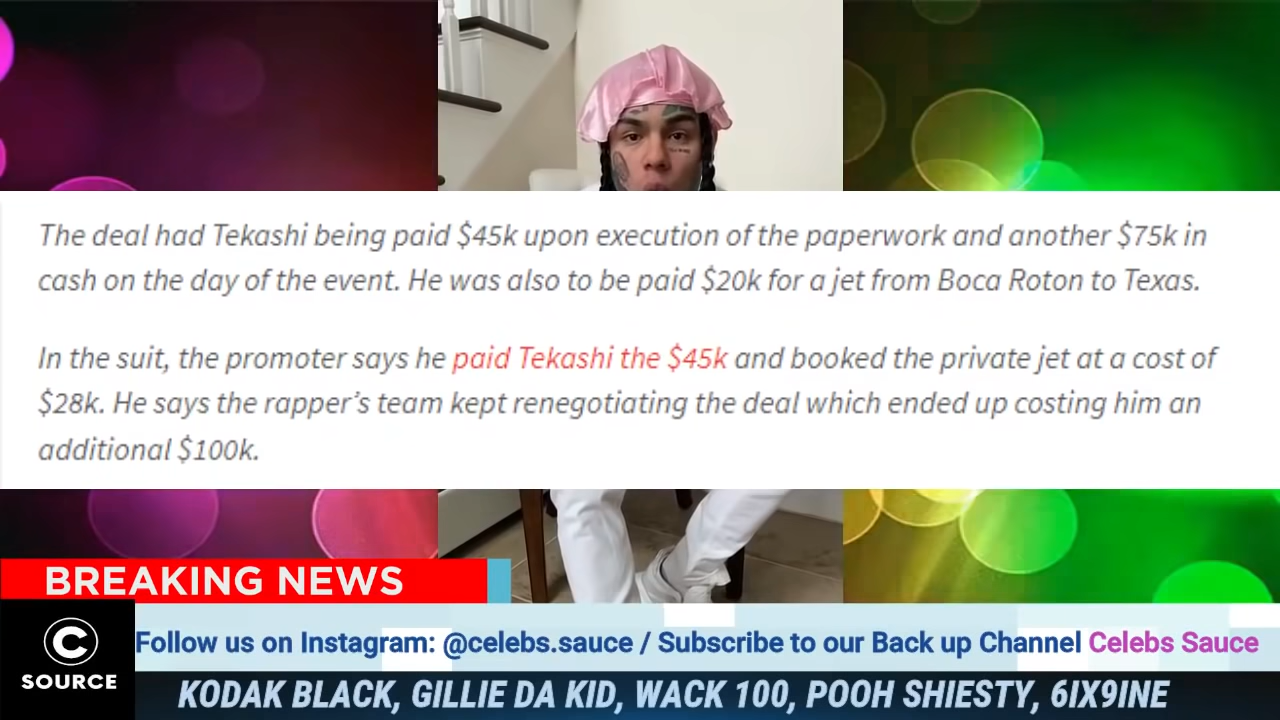 The deal had Tekashi being paid $45k upon execution of the paperwork and another $75k in
cash on the day of the event. He was also to be paid $20k for a jet from Boca Roton to Texas.
In the suit, the promoter says he paid Tekashi the $45k and booked the private jet at a cost of
$28k. He says the rapper's team kept renegotiating the deal which ended up costing him an
additional $100k.
BREAKING NEWS
C
SOURCE
Follow us on Instagram: @celebs.sauce / Subscribe to our Back up Channel Celebs Sauce
KODAK BLACK, GILLIE DA KID, WACK 100, POOH SHIESTY, 6IX9INE